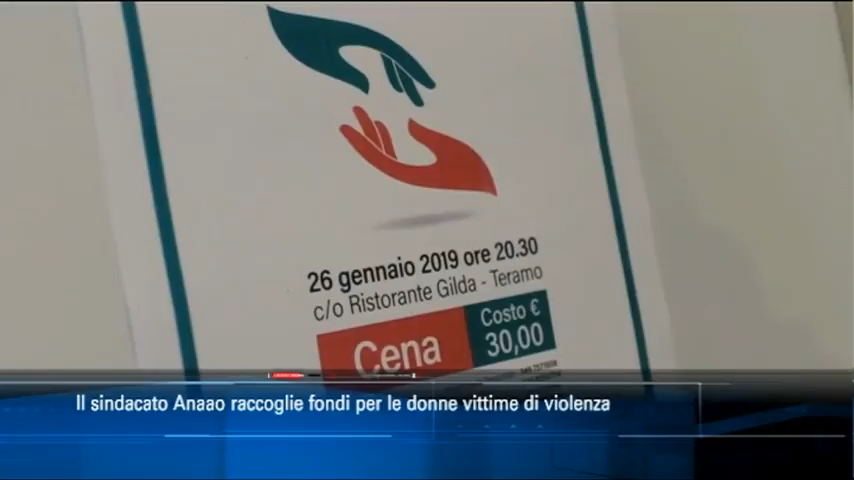 26 gennaio 2019 ore 20.30
c/o Ristorante Gilda - Teramo
Costo €
Cena
30,00
Il sindacato Anaao raccoglie fondi per le donne vittime di violenza